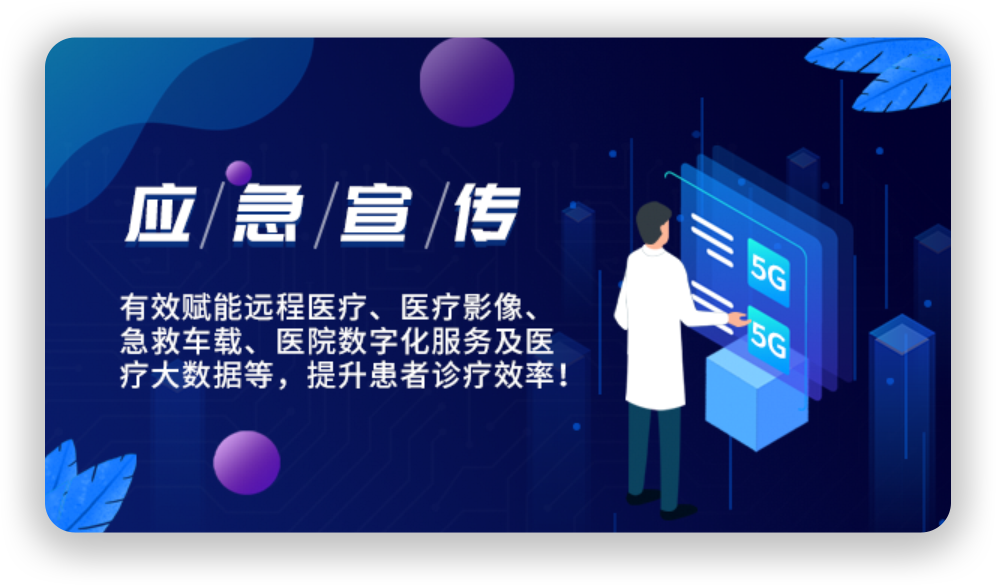 应/急/宣/传
有效赋能远程医疗、医疗影像、
急救车载、医院数字化服务及医
疗大数据等，提升患者诊疗效率！
5G
5G